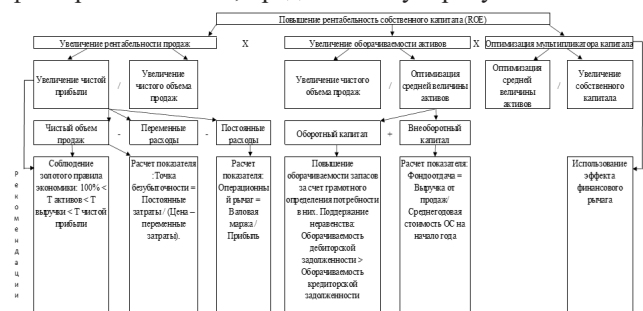 Повышение рентабельность собственного капитала (ROE)
Увеличение рентабельности продаж
X
Увеличение оборачиваемости активов
X
Оптимизация мультипликатора капитала
Увеличение чистой
прибыли
/
Увеличение
чистого объема
продаж
Увеличение чистого
объема продаж
/
Оптимизация
средней величины
активов
Оптимизация
средней
величины
активов
/
Увеличение
собственного
капитала
Чистый объем
продаж
-
Переменные
расходы
-
Постоянные
расходы
Оборотный капитал
+
Внеоборотный
капитал
Рекомендации
Соблюдение
золотого правила
экономики: 100% <
Т активов < Т
выручки < Т чистой
прибыли
Расчет показателя
:Точка
безубыточности =
Постоянные
затраты / (Цена –
переменные
затраты).
Расчет
показателя:
Операционны
й рычаг =
Валовая
маржа /
Прибыль
Повышение
оборачиваемости запасов
за счет грамотного
определения потребности
в них. Поддержание
неравенства:
Оборачиваемость
дебиторской
задолженности >
Оборачиваемость
кредиторской
задолженности
Расчет показателя:
Фондоотдача =
Выручка от
продаж/
Среднегодовая
стоимость ОС на
начало года
Использование
эффекта
финансового
рычага